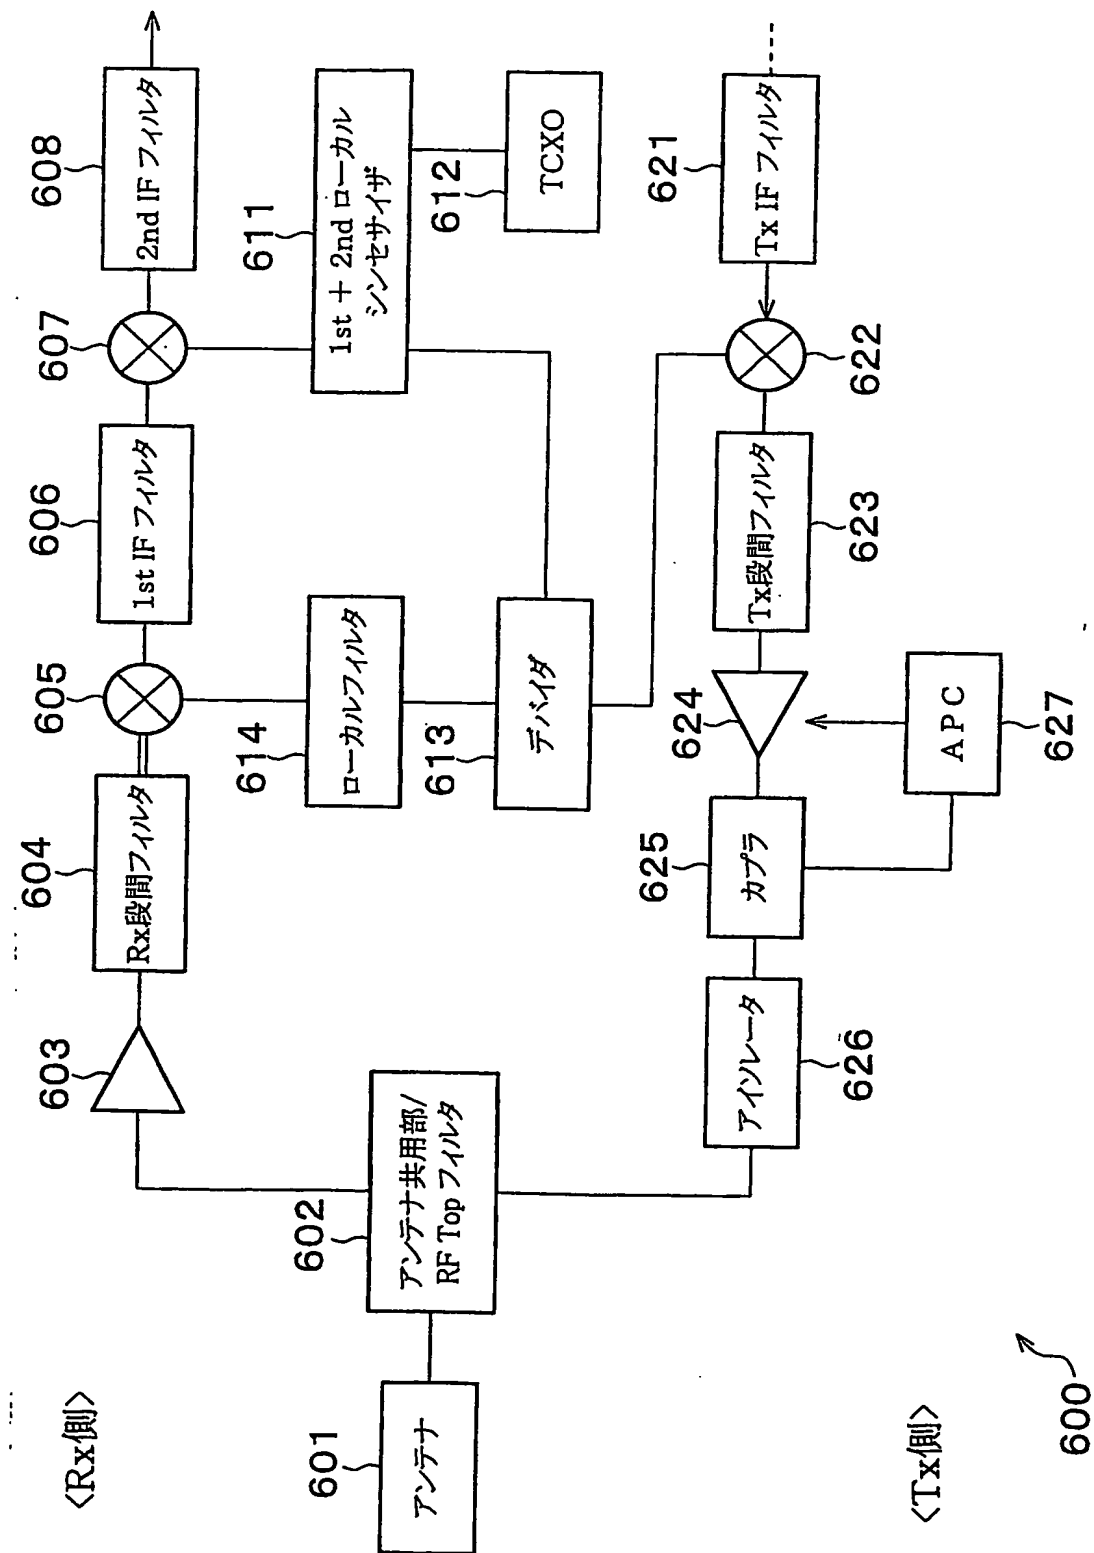 <Rx側>
601
アンテナ
602
アンテナ共用部/
RF Top フィルタ
603
604
Rx段間フィルタ
605
606
1st IF フィルタ
607
608
2nd IF フィルタ
611
1st + 2nd ローカル
シンセサイザ
612
TCXO
613
デバイダ
614
ローカルフィルタ
621
Tx IF フィルタ
622
623
Tx段間フィルタ
624
625
カプラ
626
アイソレータ
627
APC
<Tx側>
600